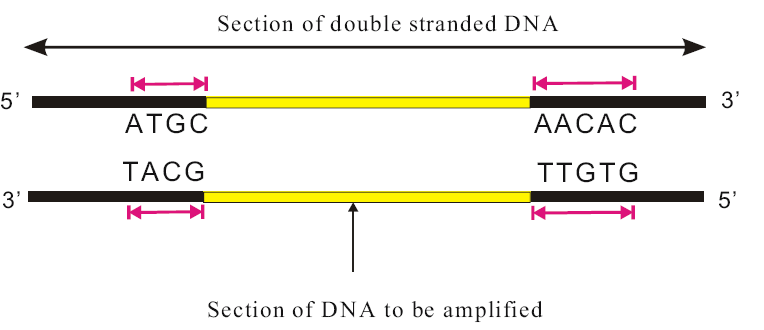 Section of double stranded DNA
5’ 3’
ATGC AACAC
TACG TTGTG
3’ 5’
Section of DNA to be amplified